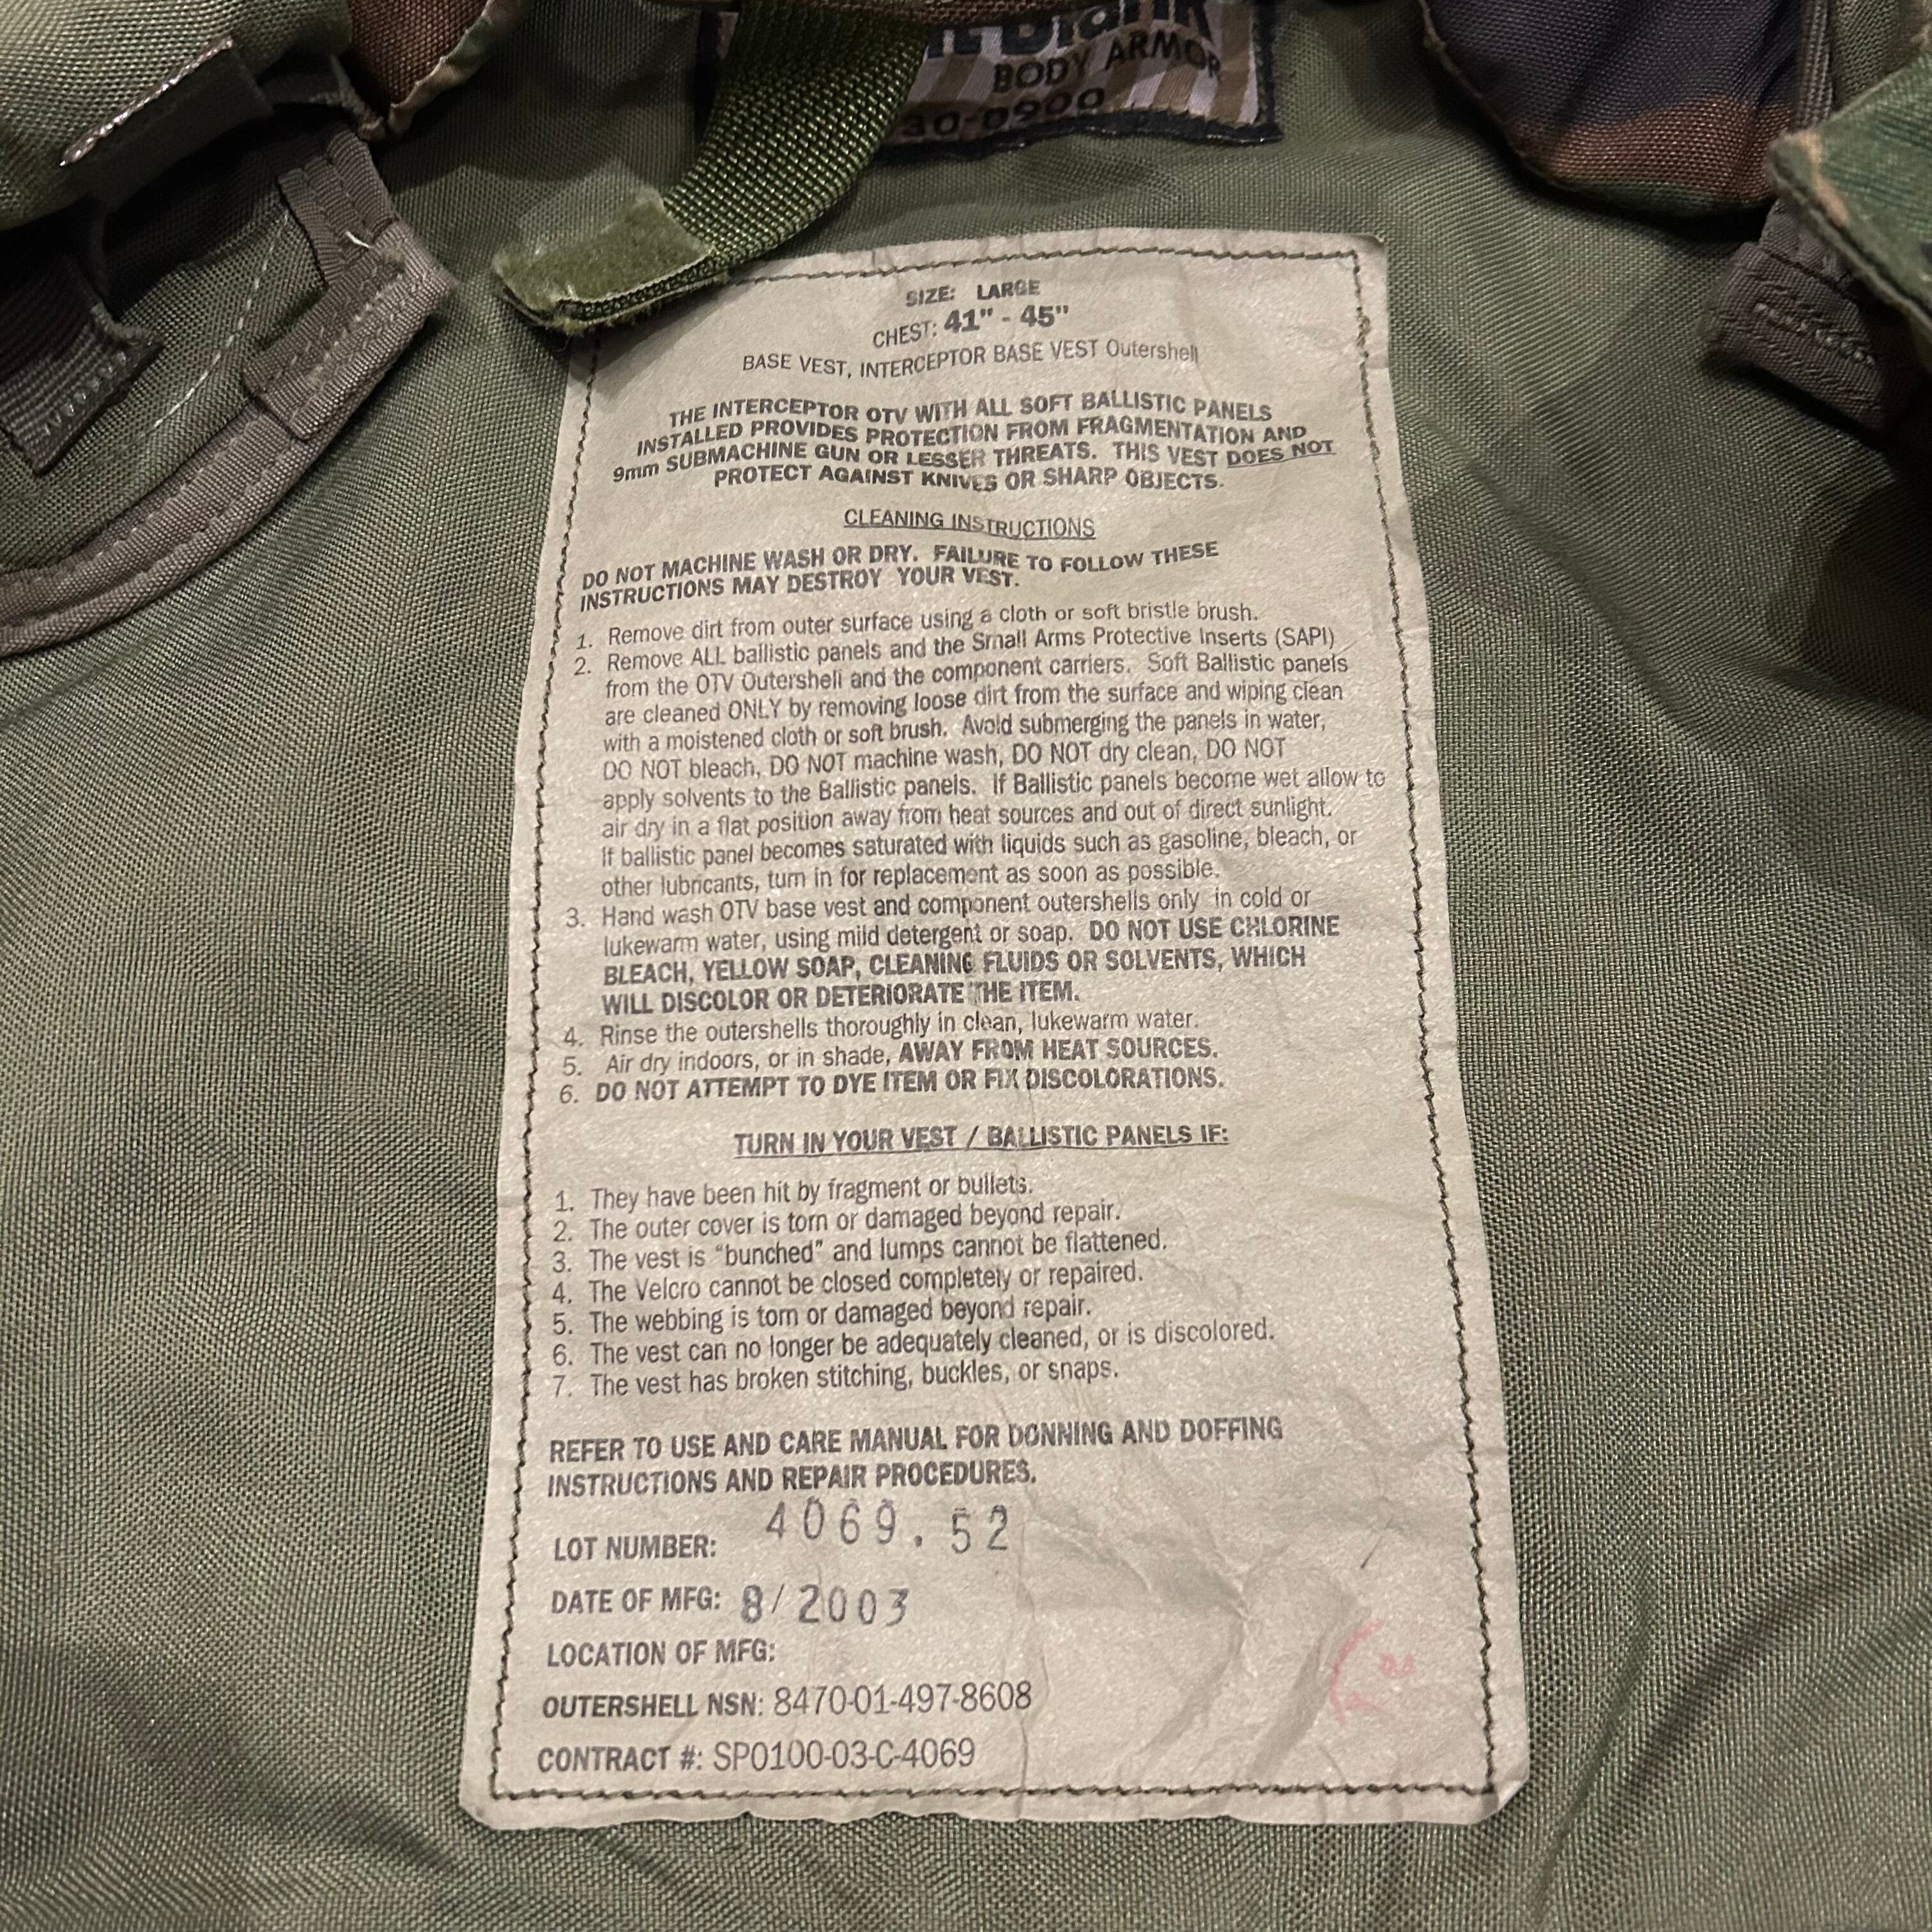 BODY ARMOR
30-0900
SIZE: LARGE
CHEST: 41" - 45"
BASE VEST, INTERCEPTOR BASE VEST Outershell
THE INTERCEPTOR OTV WITH ALL SOFT BALLISTIC PANELS
INSTALLED PROVIDES PROTECTION FROM FRAGMENTATION AND
9mm SUBMACHINE GUN OR LESSER THREATS. THIS VEST DOES NOT
PROTECT AGAINST KNIVES OR SHARP OBJECTS.
CLEANING INSTRUCTIONS
DO NOT MACHINE WASH OR DRY. FAILURE TO FOLLOW THESE
INSTRUCTIONS MAY DESTROY YOUR VEST.
1. Remove dirt from outer surface using a cloth or soft bristle brush.
2. Remove ALL ballistic panels and the Small Arms Protective Inserts (SAPI)
from the OTV Outershell and the component carriers. Soft Ballistic panels
are cleaned ONLY by removing loose dirt from the surface and wiping clean
with a moistened cloth or soft brush. Avoid submerging the panels in water,
DO NOT bleach, DO NOT machine wash, DO NOT dry clean, DO NOT
apply solvents to the Ballistic panels. If Ballistic panels become wet allow to
air dry in a flat position away from heat sources and out of direct sunlight.
If ballistic panel becomes saturated with liquids such as gasoline, bleach, or
other lubricants, turn in for replacement as soon as possible.
3. Hand wash OTV base vest and component outershells only in cold or
lukewarm water, using mild detergent or soap. DO NOT USE CHLORINE
BLEACH, YELLOW SOAP, CLEANING FLUIDS OR SOLVENTS, WHICH
WILL DISCOLOR OR DETERIORATE THE ITEM.
4. Rinse the outershells thoroughly in clean, lukewarm water.
5. Air dry indoors, or in shade, AWAY FROM HEAT SOURCES.
6. DO NOT ATTEMPT TO DYE ITEM OR FIX DISCOLORATIONS.
TURN IN YOUR VEST / BALLISTIC PANELS IF:
1. They have been hit by fragment or bullets.
2. The outer cover is torn or damaged beyond repair.
3. The vest is "bunched" and lumps cannot be flattened.
4. The Velcro cannot be closed completely or repaired.
5. The webbing is torn or damaged beyond repair.
6. The vest can no longer be adequately cleaned, or is discolored.
7. The vest has broken stitching, buckles, or snaps.
REFER TO USE AND CARE MANUAL FOR DONNING AND DOFFING
INSTRUCTIONS AND REPAIR PROCEDURES.
LOT NUMBER: 4069.52
DATE OF MFG: 8/2003
LOCATION OF MFG:
OUTERSHELL NSN: 8470-01-497-8608
CONTRACT #: SP0100-03-C-4069